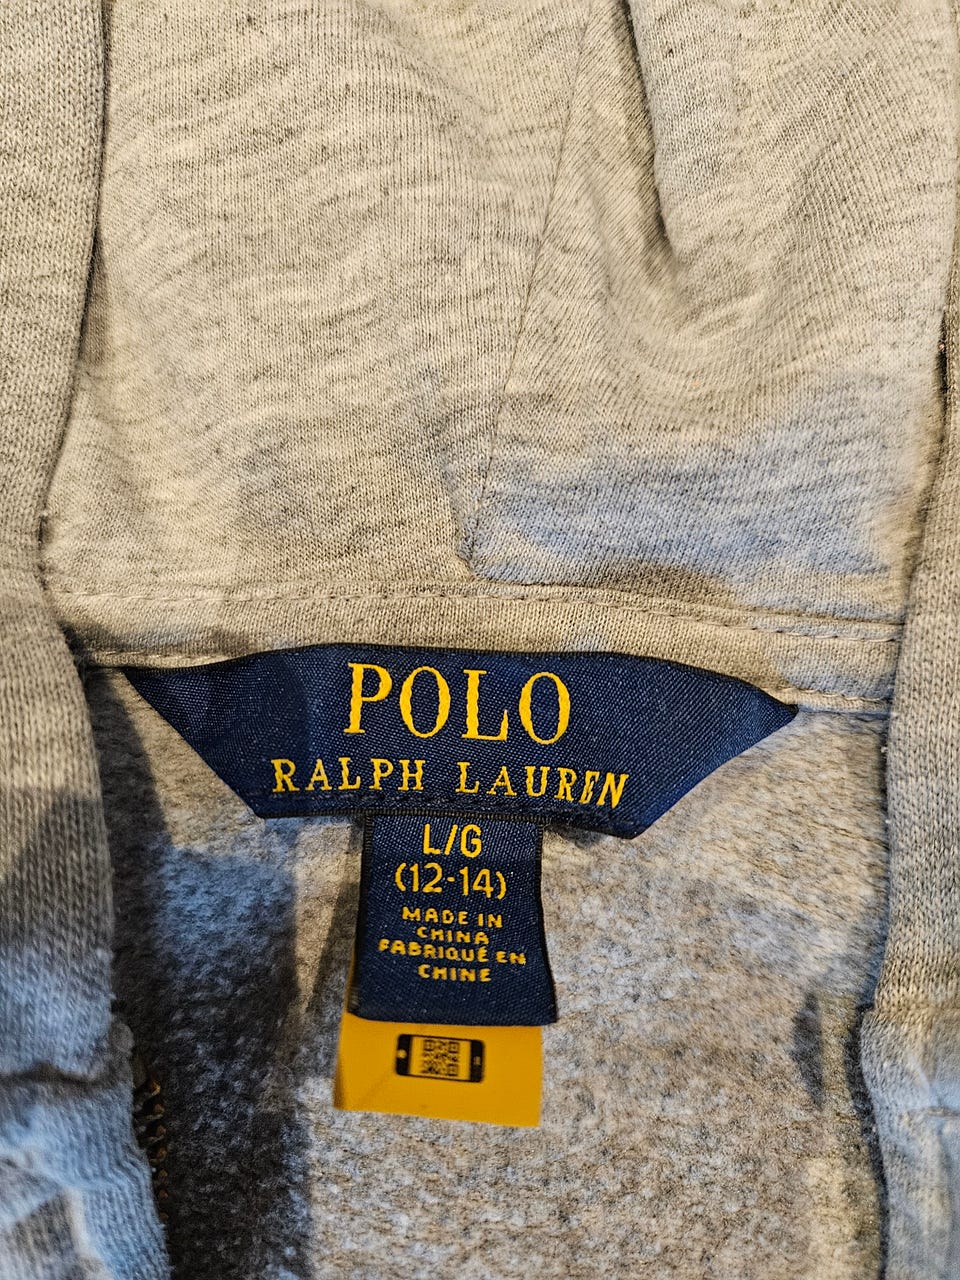 POLO
RALPH LAUREN
L/G
(12-14)
MADE IN
CHINA
FABRIQUÉ EN
CHINE